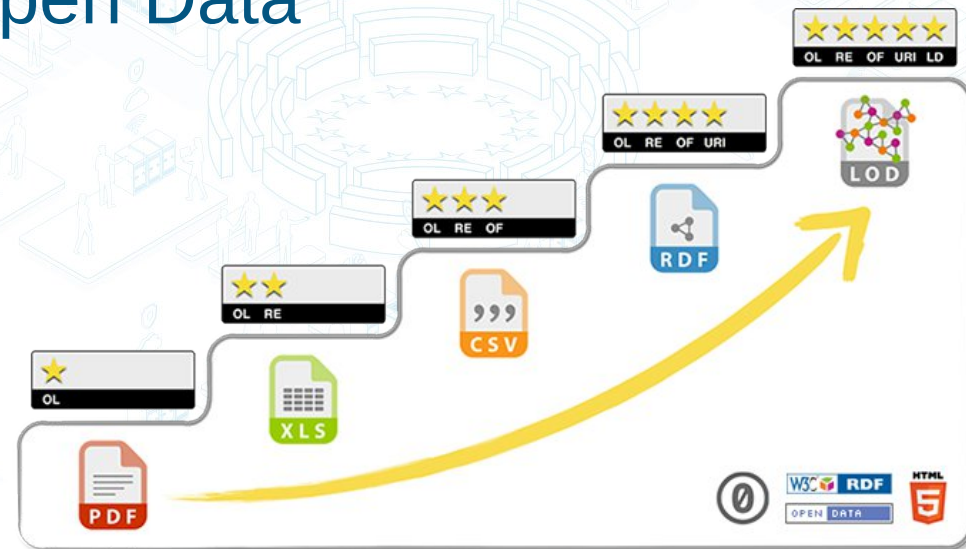 pen Data
OL RE OF URI LD
LOD
OL RE OF URI
RDF
OL RE OF
CSV
OL RE
XLS
OL
PDF
W3C RDF
OPEN DATA
HTML
5
0